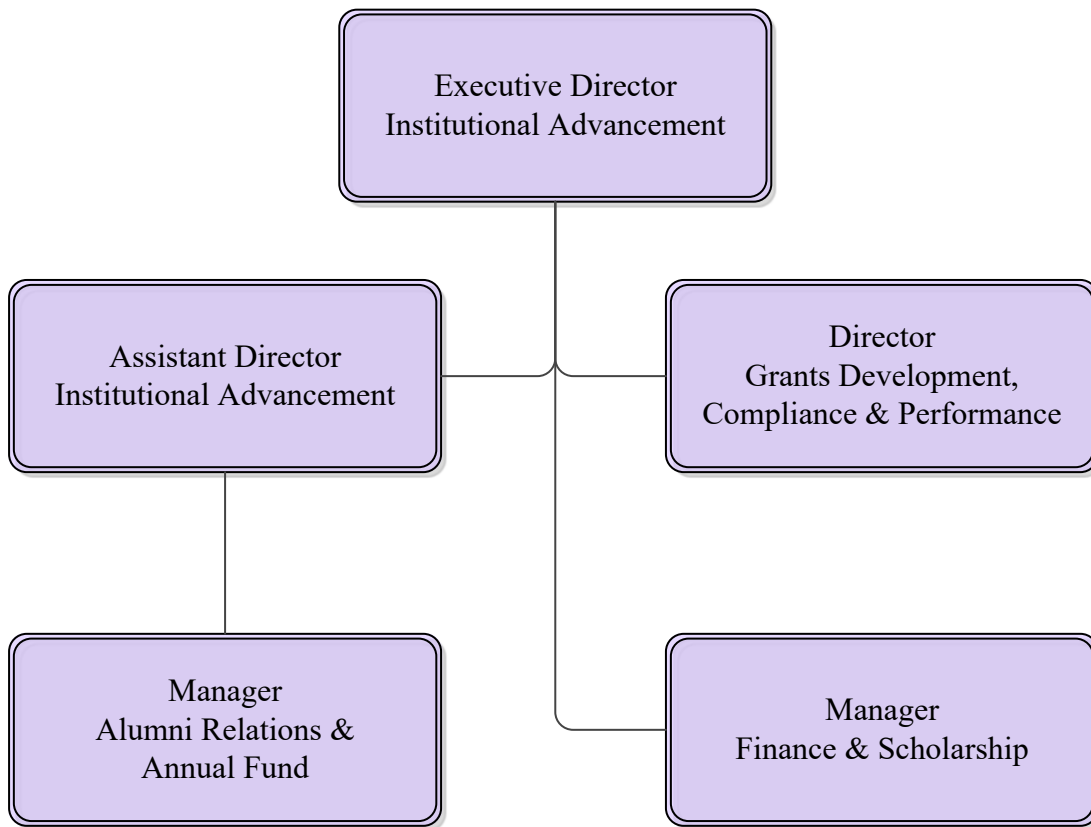 Executive Director
Institutional Advancement
Assistant Director
Institutional Advancement
Director
Grants Development,
Compliance & Performance
Manager
Alumni Relations &
Annual Fund
Manager
Finance & Scholarship